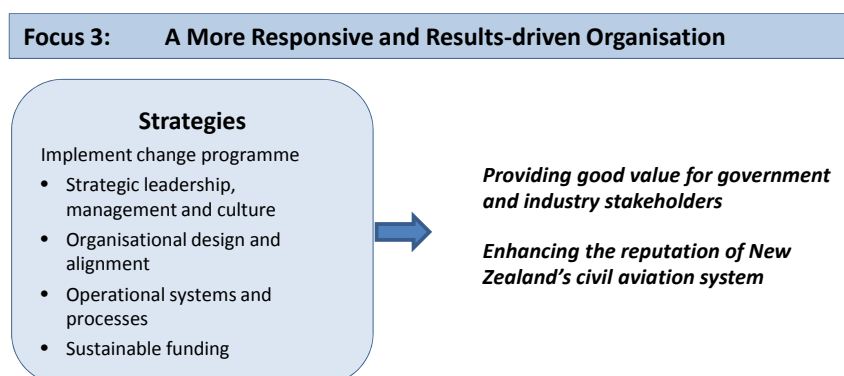 Focus 3: A More Responsive and Results-driven Organisation
Strategies
Implement change programme
• Strategic leadership,
management and culture
• Organisational design and
alignment
• Operational systems and
processes
• Sustainable funding
Providing good value for government
and industry stakeholders
Enhancing the reputation of New
Zealand’s civil aviation system